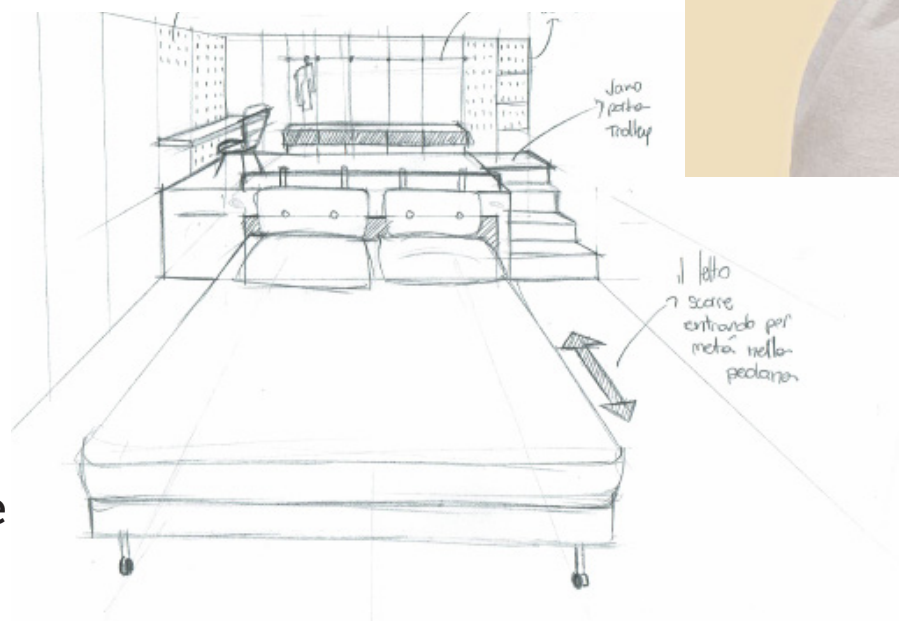 Vano
porta
Trolley
il letto
scorre
entrando per
metà nella
pedana
e